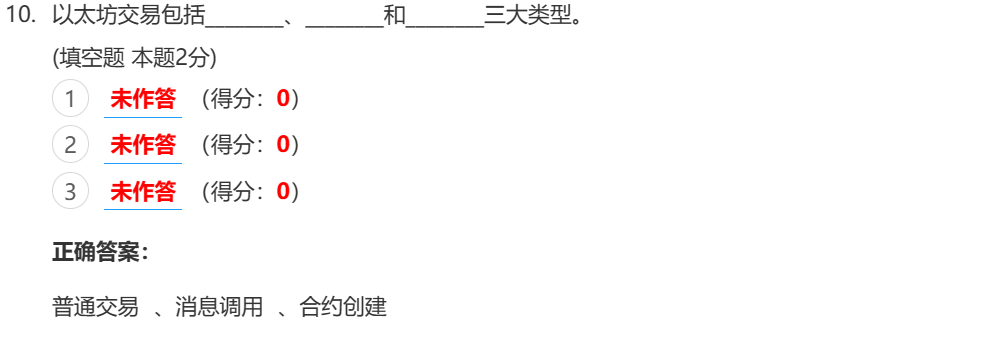 10. 以太坊交易包括________、________和________三大类型。
(填空题 本题2分)
1 未作答 (得分：0)
2 未作答 (得分：0)
3 未作答 (得分：0)
正确答案：
普通交易 、消息调用 、合约创建